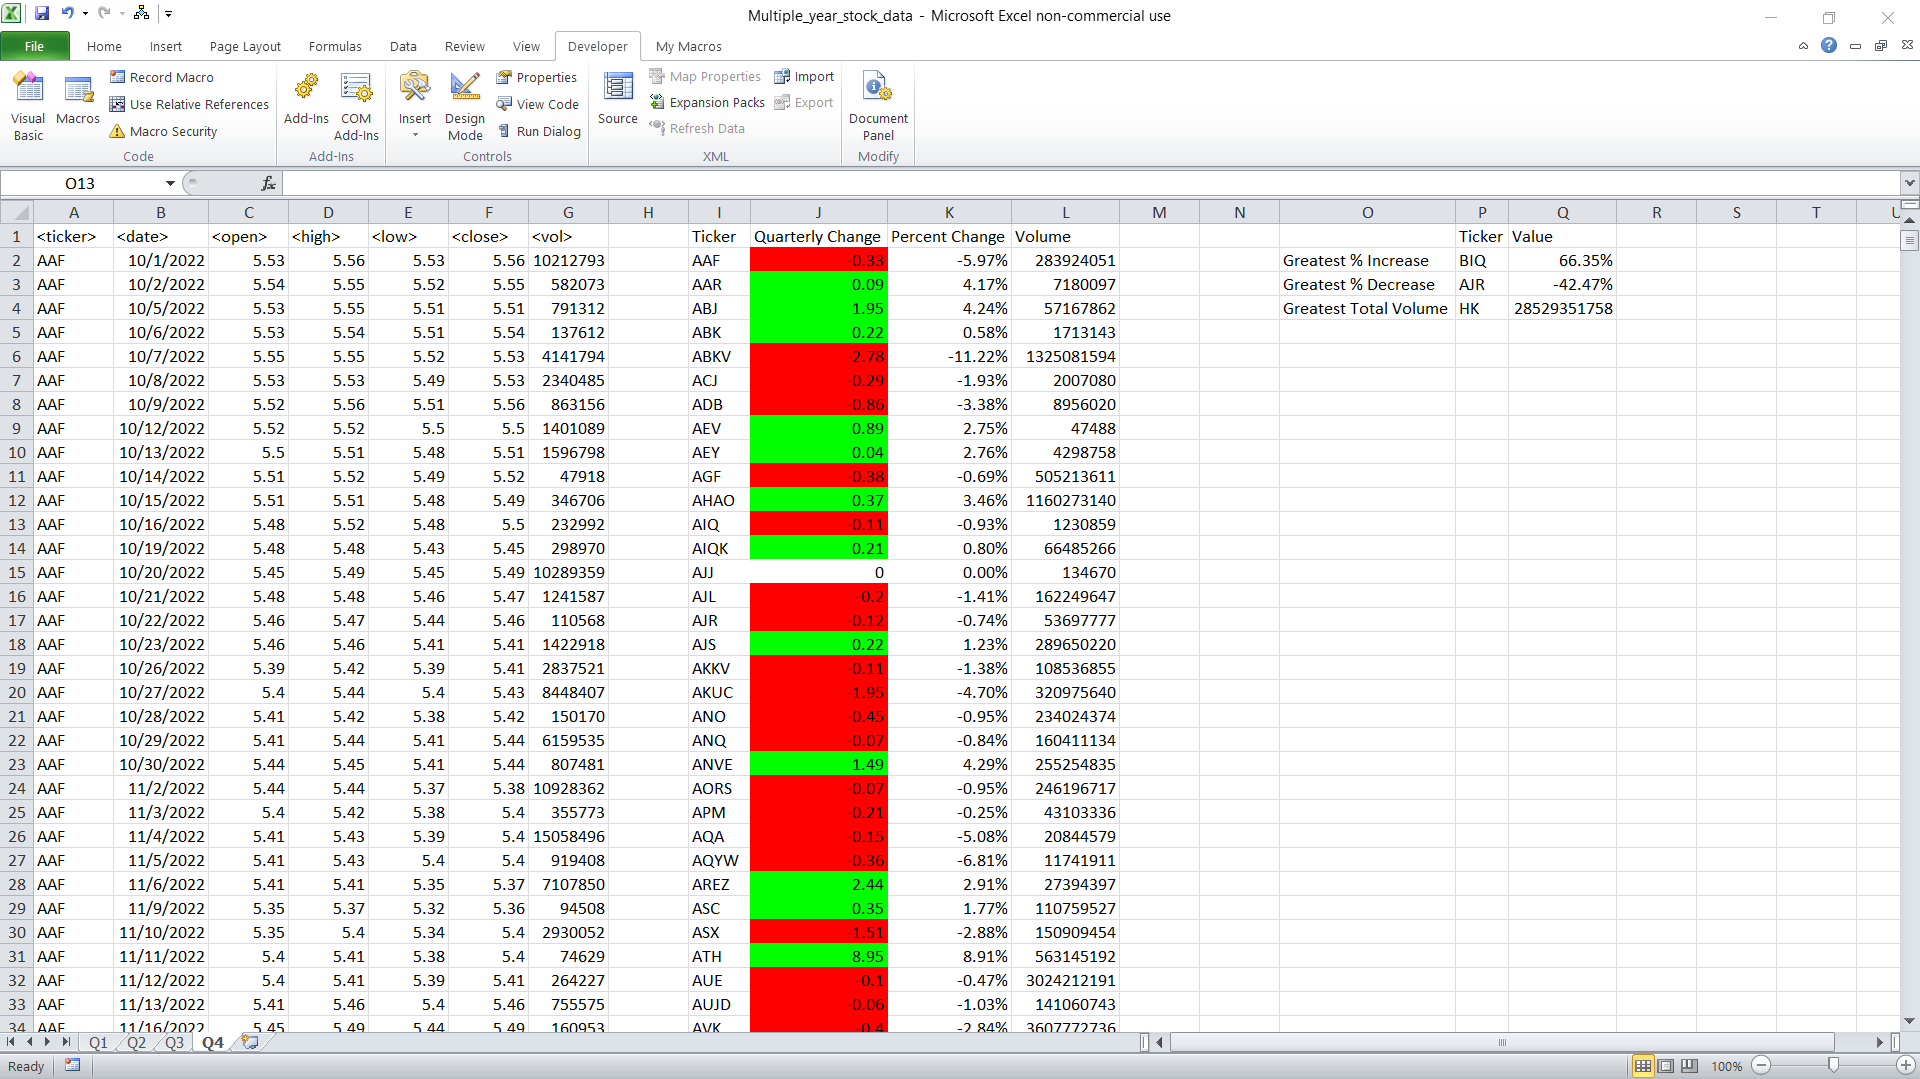 Multiple_year_stock_data - Microsoft Excel non-commercial use
File Home Insert Page Layout Formulas Data Review View Developer My Macros
Visual Basic
Macros
Record Macro
Use Relative References
Macro Security
Code
Add-Ins
COM Add-Ins
Add-Ins
Insert
Design Mode
Properties
View Code
Run Dialog
Controls
Source
Map Properties
Expansion Packs
Refresh Data
Import
Export
XML
Document Panel
Modify
O13
fx
A B C D E F G H I J K L M N O P Q R S T U
1 <ticker> <date> <open> <high> <low> <close> <vol> Ticker Quarterly Change Percent Change Volume Ticker Value
2 AAF 10/1/2022 5.53 5.56 5.53 5.56 10212793 AAF -0.33 -5.97% 283924051 Greatest % Increase BIQ 66.35%
3 AAF 10/2/2022 5.54 5.55 5.52 5.55 582073 AAR 0.09 4.17% 7180097 Greatest % Decrease AJR -42.47%
4 AAF 10/5/2022 5.53 5.55 5.51 5.51 791312 ABJ 1.95 4.24% 57167862 Greatest Total Volume HK 28529351758
5 AAF 10/6/2022 5.53 5.54 5.51 5.54 137612 ABK 0.22 0.58% 1713143
6 AAF 10/7/2022 5.55 5.55 5.52 5.53 4141794 ABKV -2.78 -11.22% 1325081594
7 AAF 10/8/2022 5.53 5.53 5.49 5.53 2340485 ACJ -0.29 -1.93% 2007080
8 AAF 10/9/2022 5.52 5.56 5.51 5.56 863156 ADB -0.86 -3.38% 8956020
9 AAF 10/12/2022 5.52 5.52 5.5 5.5 1401089 AEV 0.89 2.75% 47488
10 AAF 10/13/2022 5.5 5.51 5.48 5.51 1596798 AEY 0.04 2.76% 4298758
11 AAF 10/14/2022 5.51 5.52 5.49 5.52 47918 AGF -0.38 -0.69% 505213611
12 AAF 10/15/2022 5.51 5.51 5.48 5.49 346706 AHAO 0.37 3.46% 1160273140
13 AAF 10/16/2022 5.48 5.52 5.48 5.5 232992 AIQ -0.11 -0.93% 1230859
14 AAF 10/19/2022 5.48 5.48 5.43 5.45 298970 AIQK 0.21 0.80% 66485266
15 AAF 10/20/2022 5.45 5.49 5.45 5.49 10289359 AJJ 0 0.00% 134670
16 AAF 10/21/2022 5.48 5.48 5.46 5.47 1241587 AJL -0.2 -1.41% 162249647
17 AAF 10/22/2022 5.46 5.47 5.44 5.46 110568 AJR -0.12 -0.74% 53697777
18 AAF 10/23/2022 5.46 5.46 5.41 5.41 1422918 AJS 0.22 1.23% 289650220
19 AAF 10/26/2022 5.39 5.42 5.39 5.41 2837521 AKKV -0.11 -1.38% 108536855
20 AAF 10/27/2022 5.4 5.44 5.4 5.43 8448407 AKUC -1.95 -4.70% 320975640
21 AAF 10/28/2022 5.41 5.42 5.38 5.42 150170 ANO -0.45 -0.95% 234024374
22 AAF 10/29/2022 5.41 5.44 5.41 5.44 6159535 ANQ -0.07 -0.84% 160411134
23 AAF 10/30/2022 5.44 5.45 5.41 5.44 807481 ANVE 1.49 4.29% 255254835
24 AAF 11/2/2022 5.44 5.44 5.37 5.38 10928362 AORS -0.07 -0.95% 246196717
25 AAF 11/3/2022 5.4 5.42 5.38 5.4 355773 APM -0.21 -0.25% 43103336
26 AAF 11/4/2022 5.41 5.43 5.39 5.4 15058496 AQA -0.15 -5.08% 20844579
27 AAF 11/5/2022 5.41 5.43 5.4 5.4 919408 AQYW -0.36 -6.81% 11741911
28 AAF 11/6/2022 5.41 5.41 5.35 5.37 7107850 AREZ 2.44 2.91% 27394397
29 AAF 11/9/2022 5.35 5.37 5.32 5.36 94508 ASC 0.35 1.77% 110759527
30 AAF 11/10/2022 5.35 5.4 5.34 5.4 2930052 ASX -1.51 -2.88% 150909454
31 AAF 11/11/2022 5.4 5.41 5.38 5.4 74629 ATH 8.95 8.91% 563145192
32 AAF 11/12/2022 5.4 5.41 5.39 5.41 264227 AUE -0.1 -0.47% 3024212191
33 AAF 11/13/2022 5.41 5.46 5.4 5.46 755575 AUJD -0.06 -1.03% 141060743
34 AAF 11/16/2022 5.45 5.49 5.44 5.49 160953 AVK -0.4 -2.84% 3607772736
Q1 Q2 Q3 Q4
Ready 100%